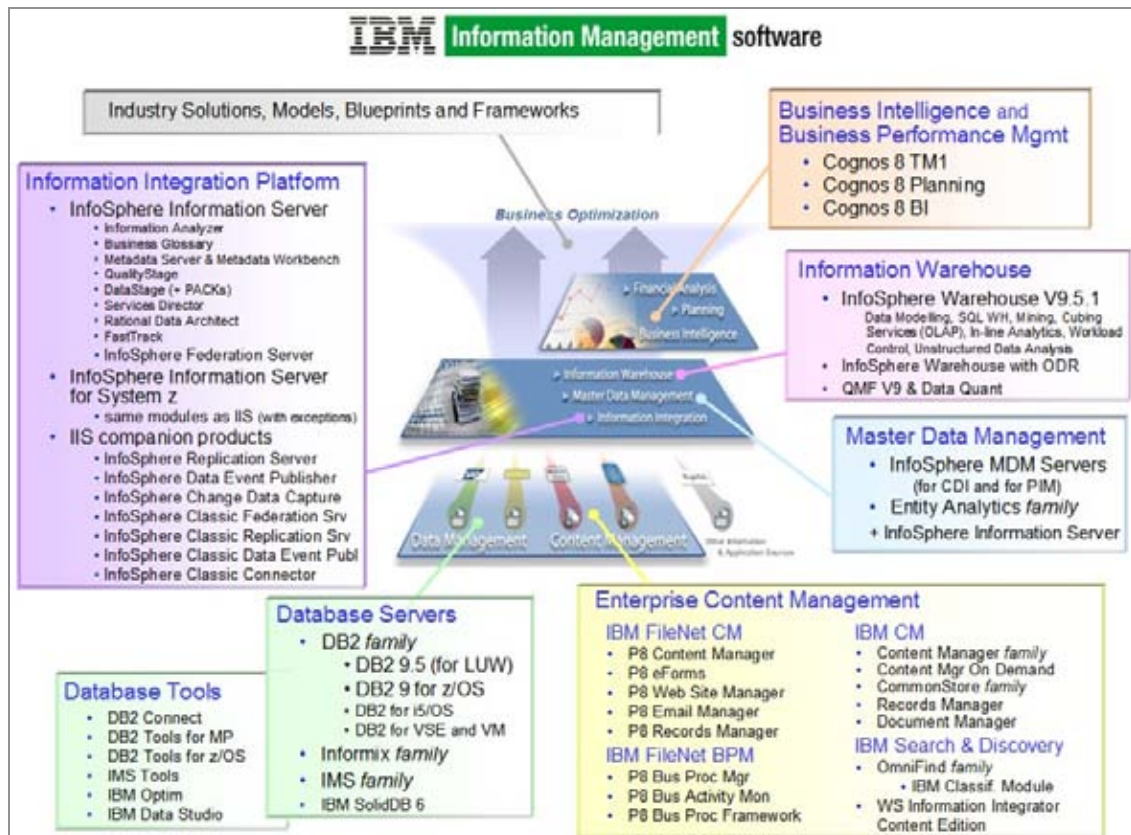 IBM Information Management software
Industry Solutions, Models, Blueprints and Frameworks
Business Intelligence and
Business Performance Mgmt
• Cognos 8 TM1
• Cognos 8 Planning
• Cognos 8 BI
Information Integration Platform
• InfoSphere Information Server
• Information Analyzer
• Business Glossary
• Metadata Server & Metadata Workbench
• QualityStage
• DataStage (+ PACKs)
• Services Director
• Rational Data Architect
• FastTrack
• InfoSphere Federation Server
• InfoSphere Information Server
for System z
• same modules as IIS (with exceptions)
• IIS companion products
• InfoSphere Replication Server
• InfoSphere Data Event Publisher
• InfoSphere Change Data Capture
• InfoSphere Classic Federation Srv
• InfoSphere Classic Replication Srv
• InfoSphere Classic Data Event Publ
• InfoSphere Classic Connector
Business Optimization
Financial Analysis
Planning
Business Intelligence
Information Warehouse
Master Data Management
Information Integration
Data Management
Content Management
Other Information
& Application Sources
Information Warehouse
• InfoSphere Warehouse V9.5.1
Data Modelling, SQL WH, Mining, Cubing
Services (OLAP), In-line Analytics, Workload
Control, Unstructured Data Analysis
• InfoSphere Warehouse with ODR
• QMF V9 & Data Quant
Master Data Management
• InfoSphere MDM Servers
(for CDI and for PIM)
• Entity Analytics family
+ InfoSphere Information Server
Database Servers
• DB2 family
• DB2 9.5 (for LUW)
• DB2 9 for z/OS
• DB2 for i5/OS
• DB2 for VSE and VM
• Informix family
• IMS family
• IBM SolidDB 6
Database Tools
• DB2 Connect
• DB2 Tools for MP
• DB2 Tools for z/OS
• IMS Tools
• IBM Optim
• IBM Data Studio
Enterprise Content Management
IBM FileNet CM
• P8 Content Manager
• P8 eForms
• P8 Web Site Manager
• P8 Email Manager
• P8 Records Manager
IBM FileNet BPM
• P8 Bus Proc Mgr
• P8 Bus Activity Mon
• P8 Bus Proc Framework
IBM CM
• Content Manager family
• Content Mgr On Demand
• CommonStore family
• Records Manager
• Document Manager
IBM Search & Discovery
• OmniFind family
• IBM Classif. Module
• WS Information Integrator
Content Edition